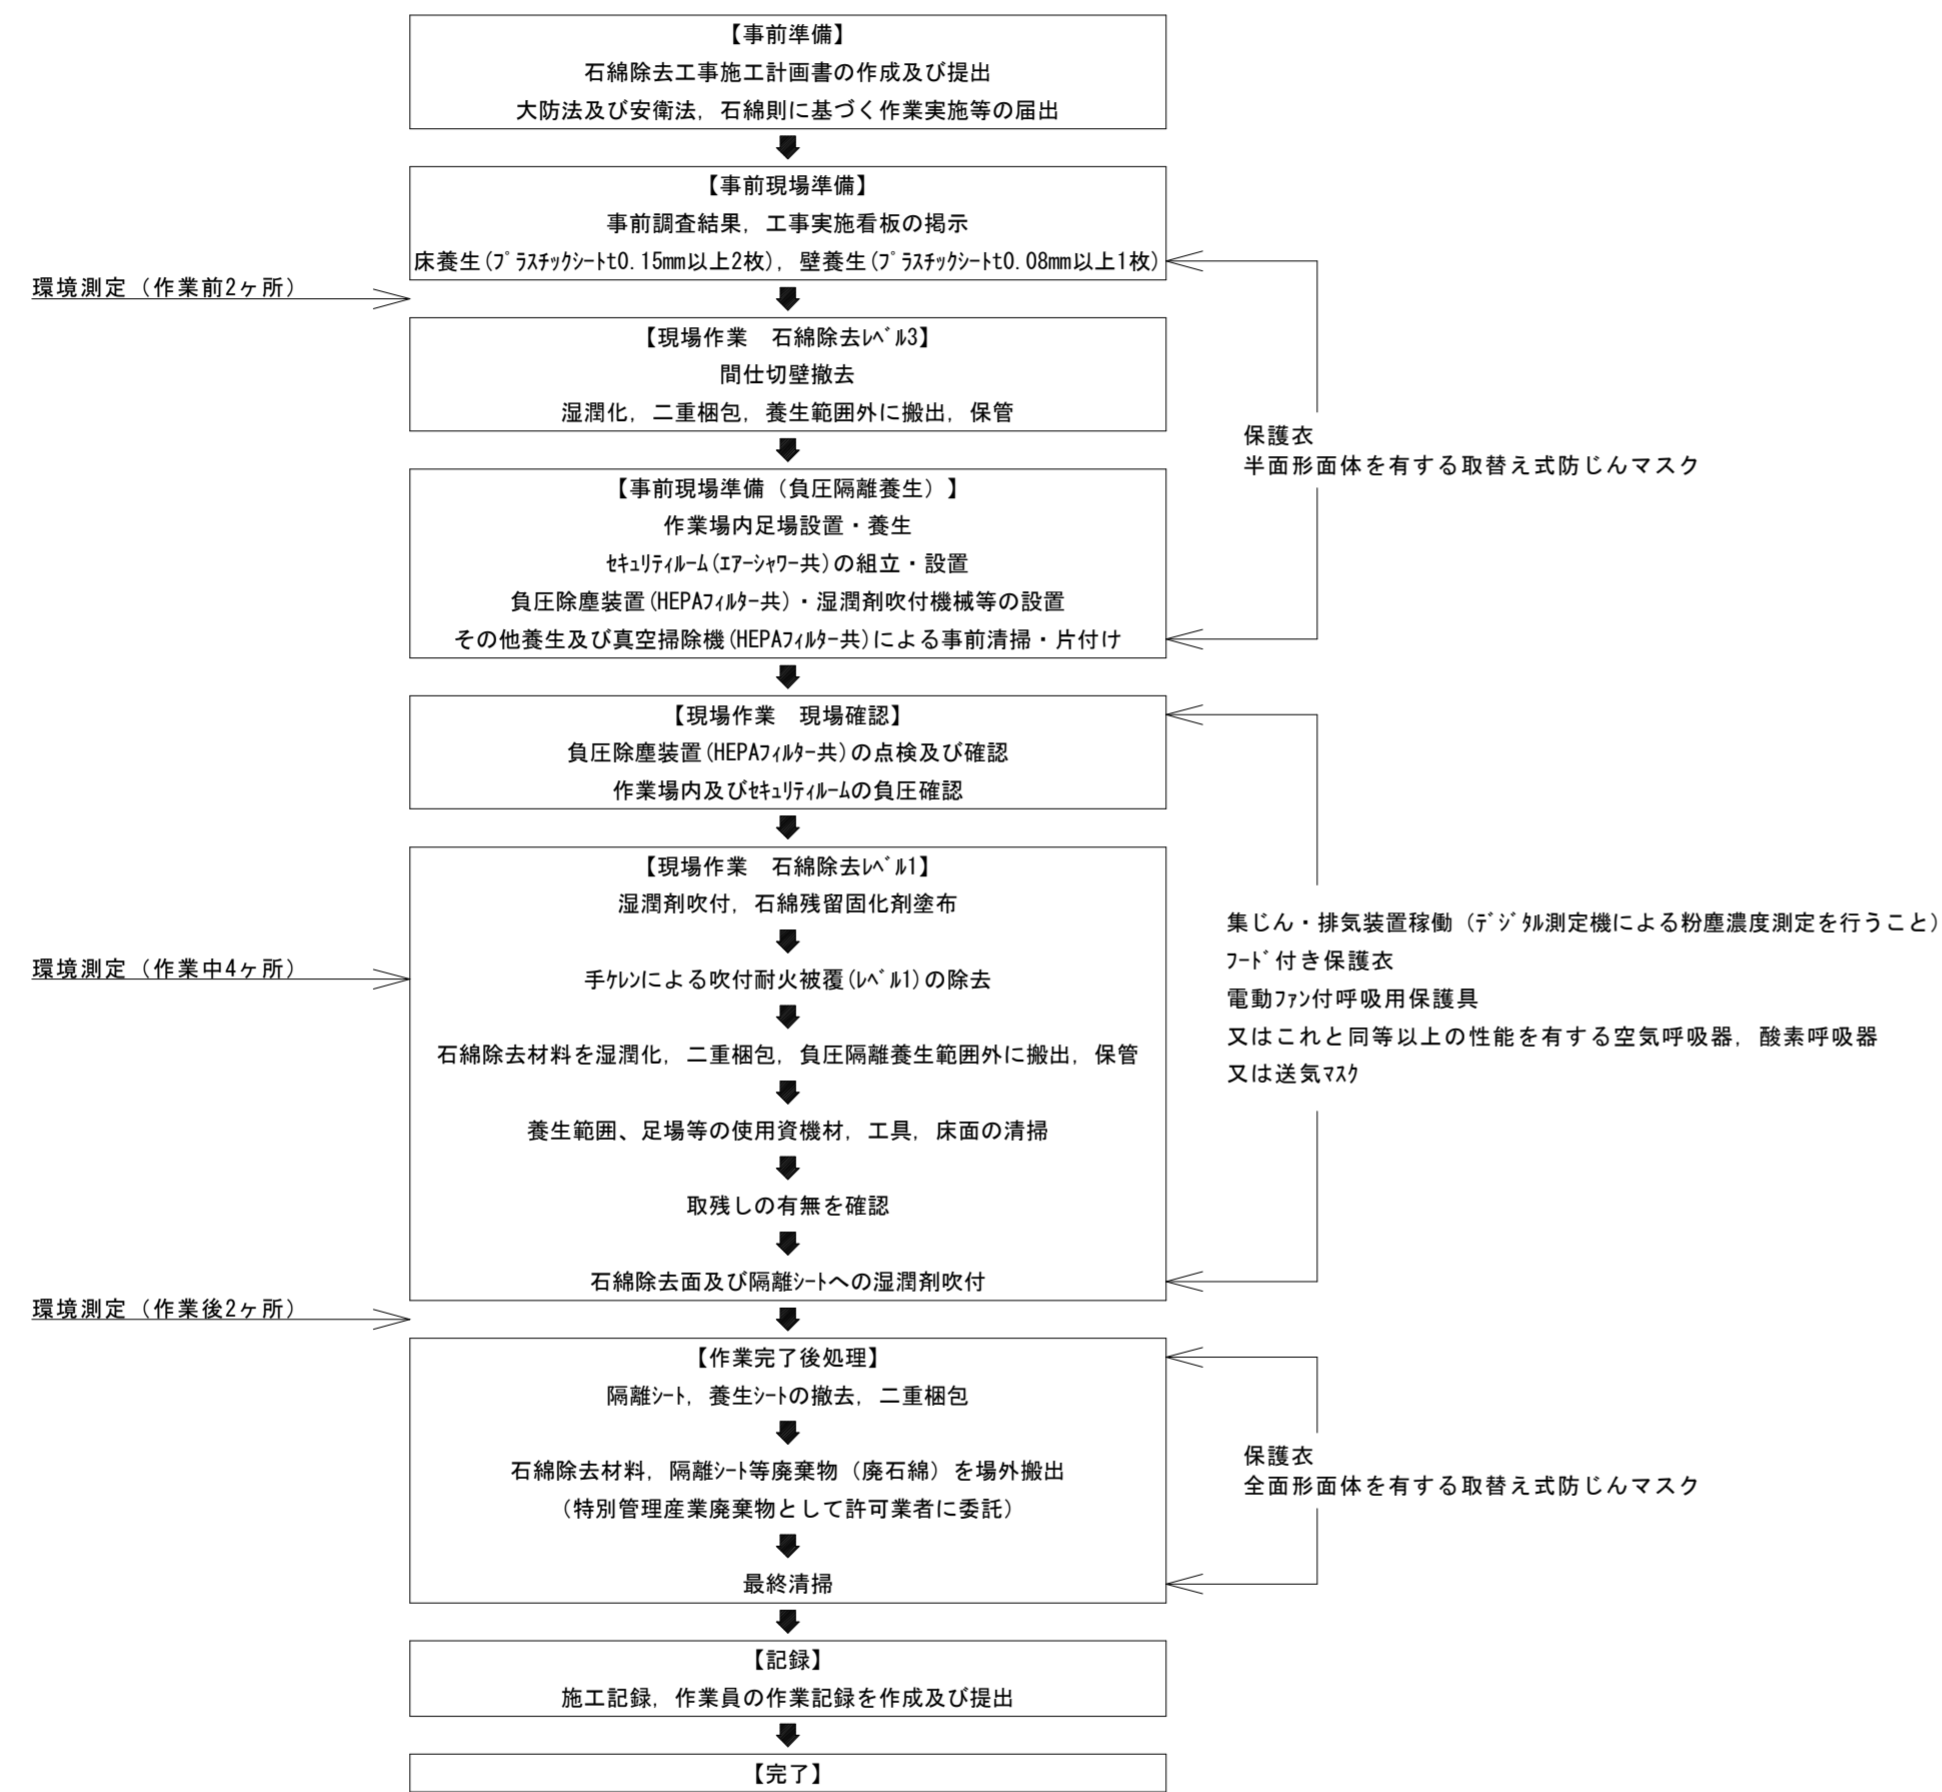 【事前準備】
石綿除去工事施工計画書の作成及び提出
大防法及び安衛法，石綿則に基づく作業実施等の届出
【事前現場準備】
事前調査結果，工事実施看板の掲示
床養生(ﾌﾟﾗｽﾁｯｸｼｰﾄt0.15mm以上2枚)，壁養生(ﾌﾟﾗｽﾁｯｸｼｰﾄt0.08mm以上1枚)
環境測定（作業前2ヶ所）
【現場作業　石綿除去ﾚﾍﾞﾙ3】
間仕切壁撤去
湿潤化，二重梱包，養生範囲外に搬出，保管
保護衣
半面形面体を有する取替え式防じんマスク
【事前現場準備（負圧隔離養生）】
作業場内足場設置・養生
ｾｷｭﾘﾃｨﾙｰﾑ(ｴｱｰｼｬﾜｰ共)の組立・設置
負圧除塵装置(HEPAﾌｨﾙﾀｰ共)・湿潤剤吹付機械等の設置
その他養生及び真空掃除機(HEPAﾌｨﾙﾀｰ共)による事前清掃・片付け
【現場作業　現場確認】
負圧除塵装置(HEPAﾌｨﾙﾀｰ共)の点検及び確認
作業場内及びｾｷｭﾘﾃｨﾙｰﾑの負圧確認
【現場作業　石綿除去ﾚﾍﾞﾙ1】
湿潤剤吹付，石綿残留固化剤塗布
環境測定（作業中4ヶ所）
手ｹﾚﾝによる吹付耐火被覆(ﾚﾍﾞﾙ1)の除去
石綿除去材料を湿潤化，二重梱包，負圧隔離養生範囲外に搬出，保管
養生範囲、足場等の使用資機材，工具，床面の清掃
取残しの有無を確認
石綿除去面及び隔離ｼｰﾄへの湿潤剤吹付
集じん・排気装置稼働（ﾃﾞｼﾞﾀﾙ測定機による粉塵濃度測定を行うこと）
ﾌｰﾄﾞ付き保護衣
電動ﾌｧﾝ付呼吸用保護具
又はこれと同等以上の性能を有する空気呼吸器，酸素呼吸器
又は送気ﾏｽｸ
環境測定（作業後2ヶ所）
【作業完了後処理】
隔離ｼｰﾄ，養生ｼｰﾄの撤去，二重梱包
石綿除去材料，隔離ｼｰﾄ等廃棄物（廃石綿）を場外搬出
（特別管理産業廃棄物として許可業者に委託）
最終清掃
保護衣
全面形面体を有する取替え式防じんマスク
【記録】
施工記録，作業員の作業記録を作成及び提出
【完了】